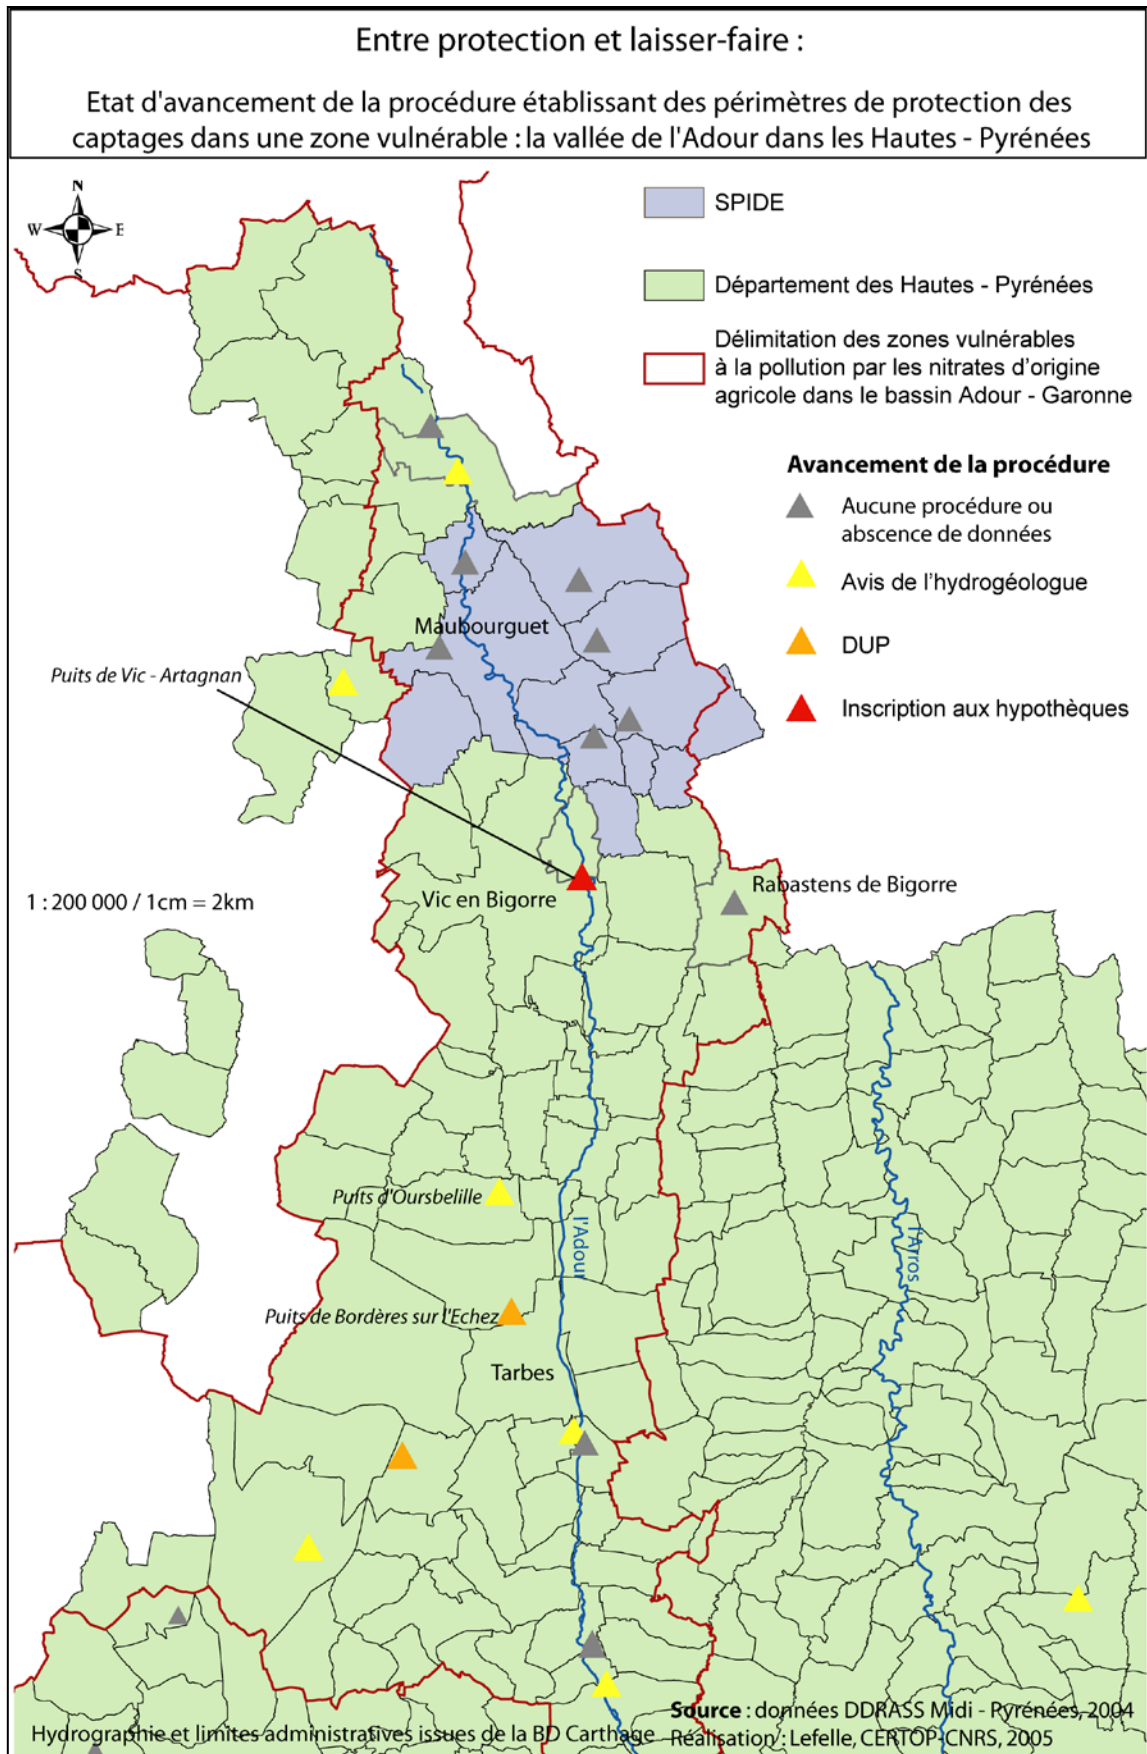 Entre protection et laisser-faire :
Etat d'avancement de la procédure établissant des périmètres de protection des
captages dans une zone vulnérable : la vallée de l'Adour dans les Hautes - Pyrénées
N
W E
S
SPIDE
Département des Hautes - Pyrénées
Délimitation des zones vulnérables
à la pollution par les nitrates d'origine
agricole dans le bassin Adour - Garonne
Avancement de la procédure
Aucune procédure ou
abscence de données
Avis de l'hydrogéologue
DUP
Inscription aux hypothèques
Maubourguet
Puits de Vic - Artagnan
Vic en Bigorre
Rabastens de Bigorre
1 : 200 000 / 1cm = 2km
Puits d'Oursbelille
l'Adour
l'Arros
Puits de Bordères sur l'Echez
Tarbes
Source : données DDRASS Midi - Pyrénées, 2004
Hydrographie et limites administratives issues de la BD Carthage
Réalisation : Lefelle, CERTOP-CNRS, 2005